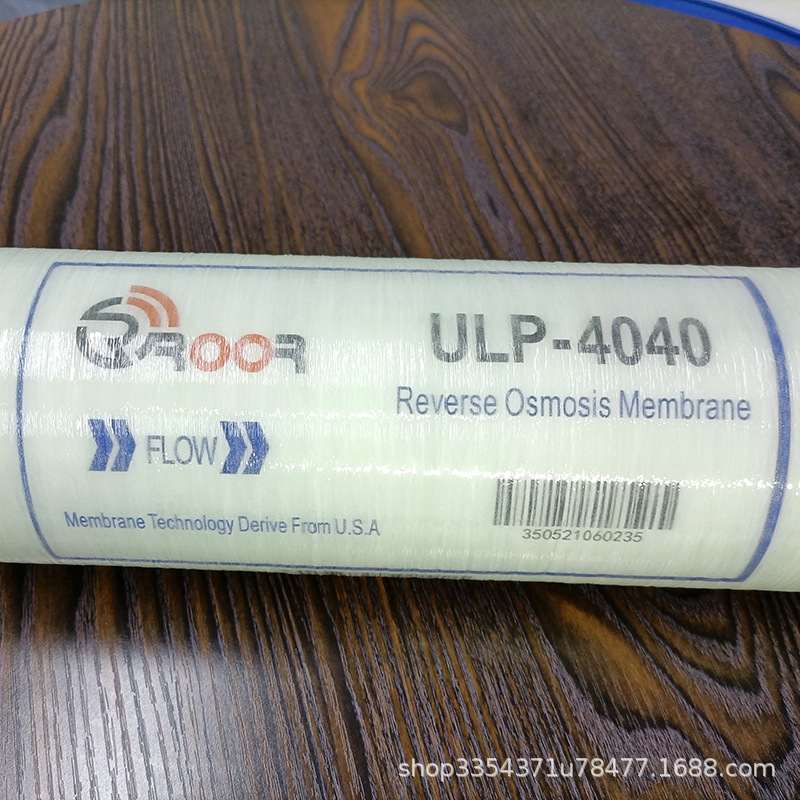 ULP-4040
Reverse Osmosis Membrane
FLOW
Membrane Technology Derive From U.S.A
350521060235
shop3354371u78477.1688.com